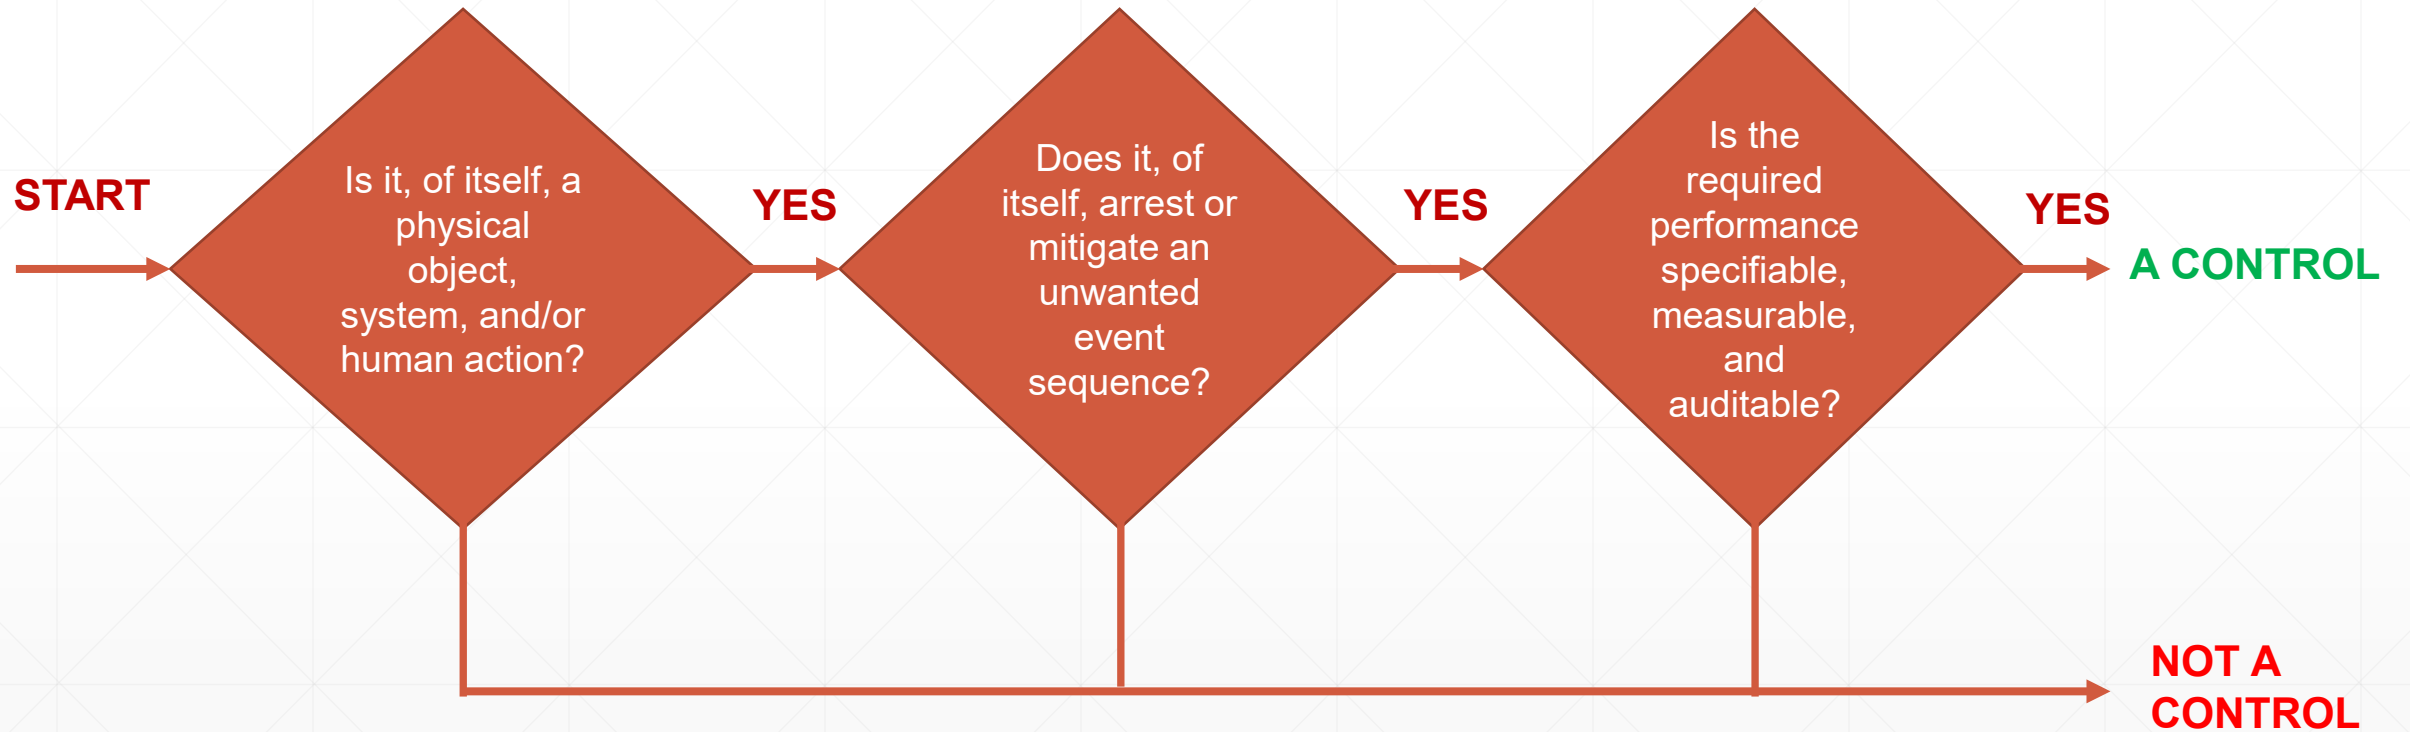 START
Is it, of itself, a
physical
object,
system, and/or
human action?
YES
Does it, of
itself, arrest or
mitigate an
unwanted
event
sequence?
YES
Is the
required
performance
specifiable,
measurable,
and
auditable?
YES
A CONTROL
NOT A
CONTROL